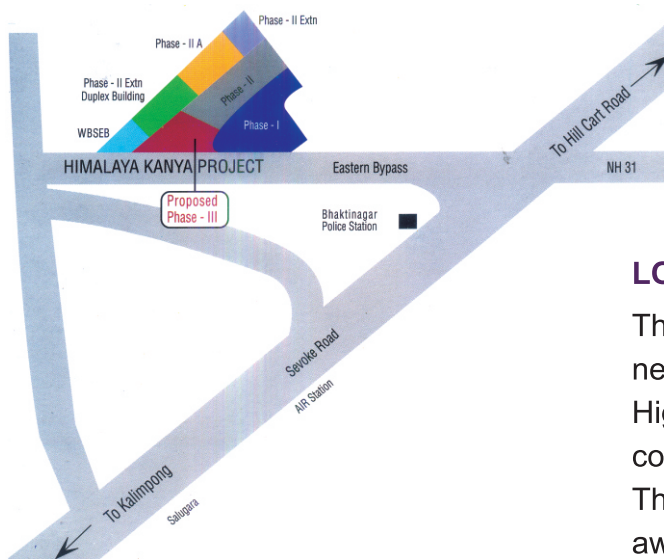 Phase - II Extn
Phase - II A
Phase - II Extn
Duplex Building
Phase - II
WBSEB
Phase - I
To Hill Cart Road
HIMALAYA KANYA PROJECT
Eastern Bypass
NH 31
Proposed
Phase - III
Bhaktinagar
Police Station
Sevoke Road
AIR Station
To Kalimpong
Salugara